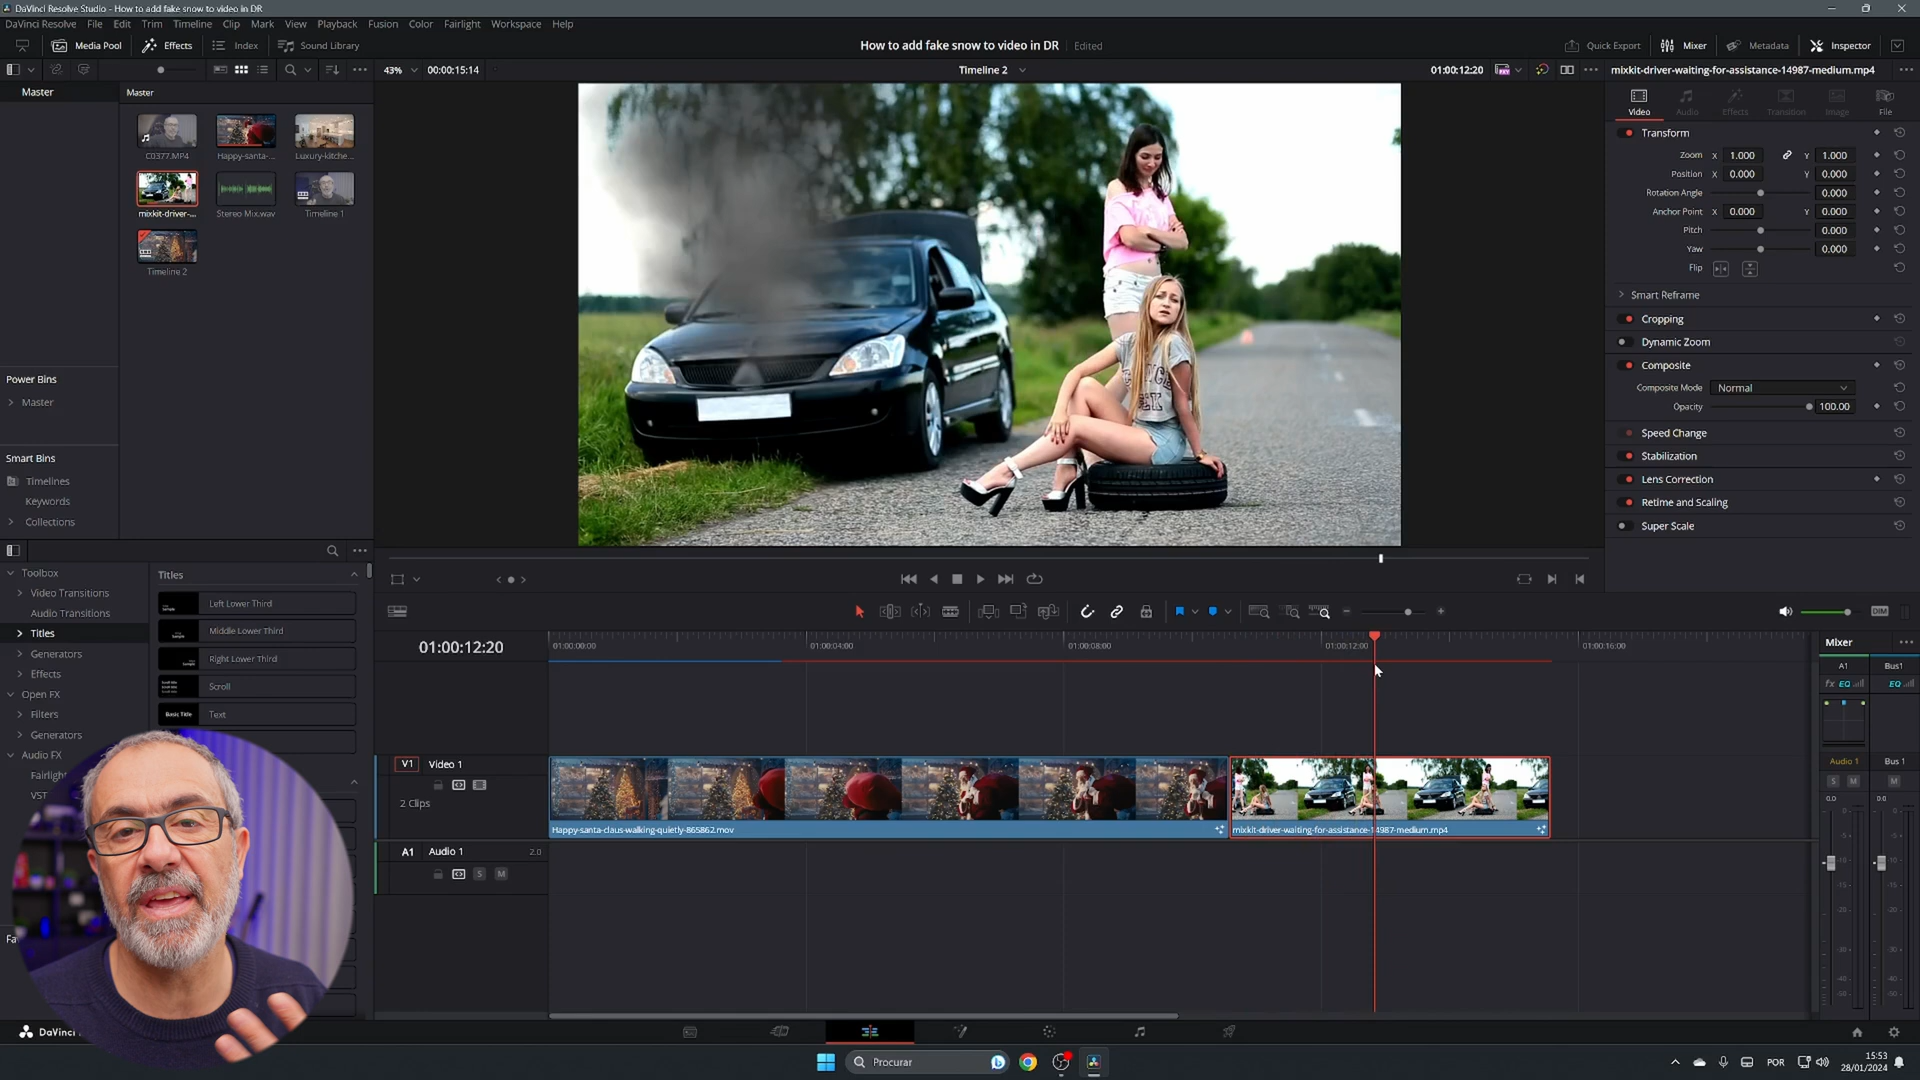 DaVinci Resolve Studio - How to add fake snow to video in DR
DaVinci Resolve File Edit Trim Timeline Clip Mark View Playback Fusion Color Fairlight Workspace Help
Media Pool Effects Index Sound Library
How to add fake snow to video in DR Edited
Quick Export Mixer Metadata Inspector
43% 00:00:15:14
Timeline 2
01:00:12:20
mixkit-driver-waiting-for-assistance-14987-medium.mp4
Master
Master
C0377.MP4
Happy-santa-...
Luxury-kitche...
mixkit-driver-...
Stereo Mix.wav
Timeline 1
Timeline 2
Power Bins
Master
Smart Bins
Timelines
Keywords
Collections
Video Audio Effects Transition Image File
Transform
Zoom X 1.000 Y 1.000
Position X 0.000 Y 0.000
Rotation Angle 0.000
Anchor Point X 0.000 Y 0.000
Pitch 0.000
Yaw 0.000
Flip
Smart Reframe
Cropping
Dynamic Zoom
Composite
Composite Mode Normal
Opacity 100.00
Speed Change
Stabilization
Lens Correction
Retime and Scaling
Super Scale
Toolbox
Video Transitions
Audio Transitions
Titles
Generators
Effects
Open FX
Filters
Generators
Audio FX
VST
Titles
Left Lower Third
Middle Lower Third
Right Lower Third
Scroll
Basic Title Text
DIM
01:00:12:20
01:00:00:00
01:00:04:00
01:00:08:00
01:00:12:00
01:00:16:00
V1 Video 1
2 Clips
Happy-santa-claus-walking-quietly-865862.mov
mixkit-driver-waiting-for-assistance-14987-medium.mp4
A1 Audio 1 2.0
S M
Mixer
A1 Bus1
fx EQ EQ
Audio 1 Bus 1
S M M
0.0 0.0
Procurar
POR
15:53
28/01/2024